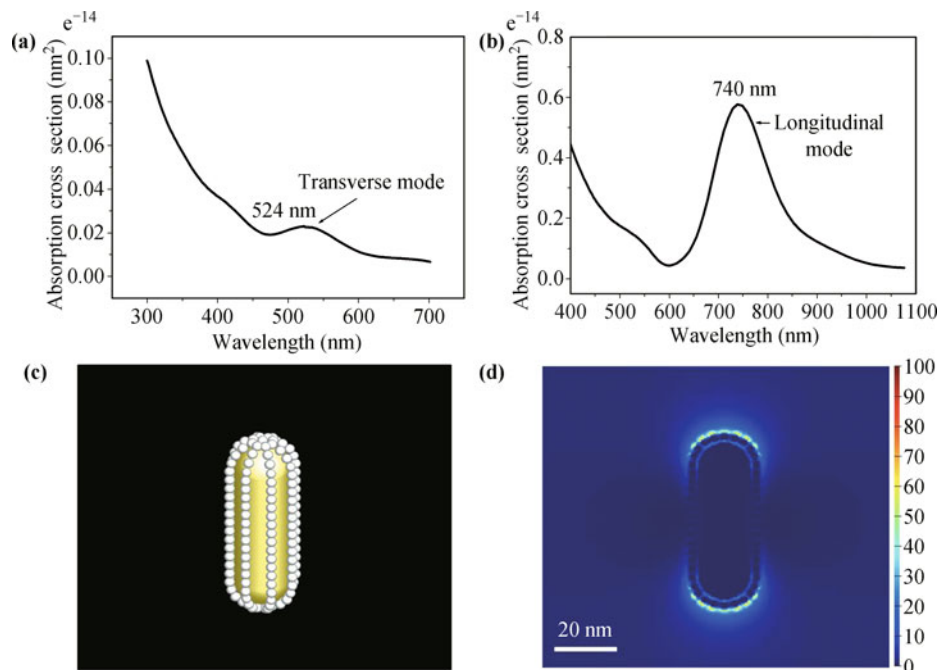 (a)
e−14
Absorption cross section (nm2)
0.10
0.08
0.06
0.04
0.02
0.00
524 nm
Transverse mode
300 400 500 600 700
Wavelength (nm)
(b)
e−14
Absorption cross section (nm2)
0.8
0.6
0.4
0.2
0.0
740 nm
Longitudinal
mode
400 500 600 700 800 900 1000 1100
Wavelength (nm)
(c)
(d)
20 nm
100
90
80
70
60
50
40
30
20
10
0